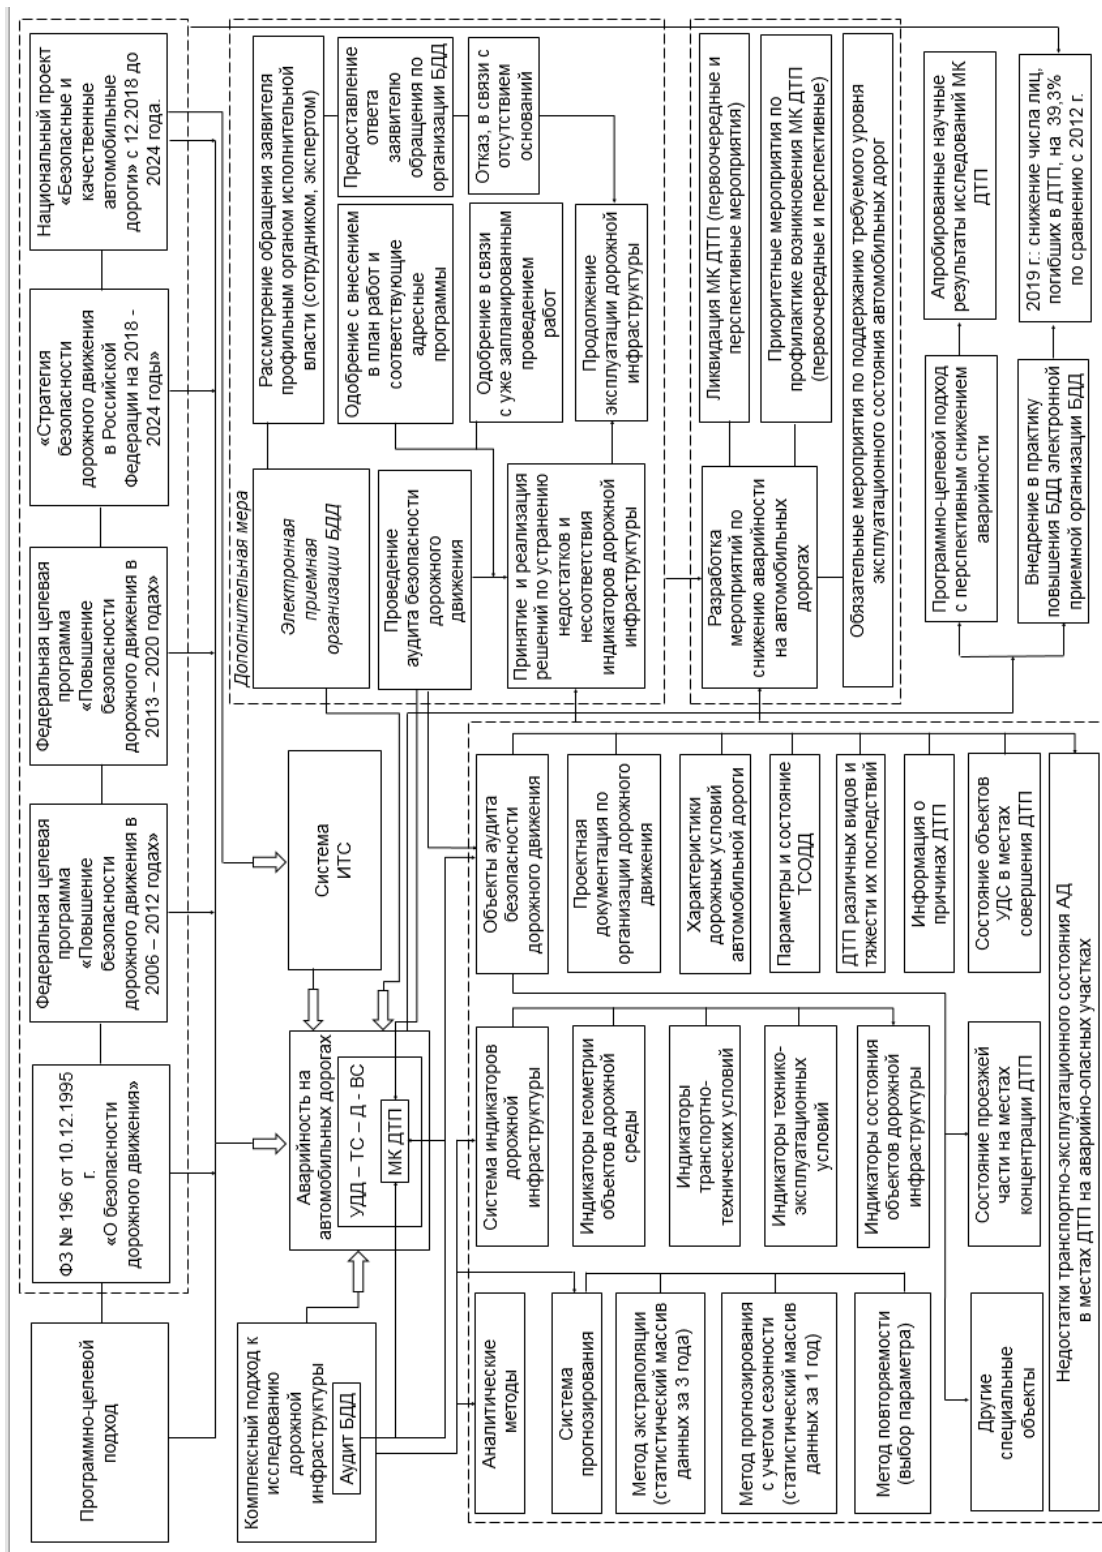 Программно-целевой
подход
ФЗ № 196 от 10.12.1995
г.
«О безопасности
дорожного движения»
Федеральная целевая
программа
«Повышение
безопасности
дорожного движения в
2006 – 2012 годах»
Федеральная целевая
программа
«Повышение
безопасности
дорожного движения в
2013 – 2020 годах»
«Стратегия
безопасности
дорожного движения
в Российской
Федерации на 2018 -
2024 годы»
Национальный проект
«Безопасные и
качественные
автомобильные
дороги» с 12.2018 до
2024 года.
Комплексный подход к
исследованию
дорожной
инфраструктуры
Аудит БДД
Аварийность на
автомобильных дорогах
УДД – ТС – Д - ВС
МК ДТП
Система
ИТС
Дополнительная мера
Электронная
приемная
организации БДД
Рассмотрение обращения заявителя
профильным органом исполнительной
власти (сотрудником, экспертом)
Проведение
аудита безопасности
дорожного
движения
Одобрение с внесением
в план работ и
соответствующие
адресные
программы
Предоставление
ответа
заявителю
обращения по
организации БДД
Одобрение в связи
с уже запланированным
проведением
работ
Отказ, в связи с
отсутствием
оснований
Принятие и реализация
решений по устранению
недостатков и
несоответствия
индикаторов дорожной
инфраструктуры
Продолжение
эксплуатации дорожной
инфраструктуры
Аналитические
методы
Система
прогнозирования
Метод экстраполяции
(статистический массив
данных за 3 года)
Метод прогнозирования
с учетом сезонности
(статистический массив
данных за 1 год)
Метод повторяемости
(выбор параметра)
Другие
специальные
объекты
Система индикаторов
дорожной
инфраструктуры
Индикаторы геометрии
объектов дорожной
среды
Индикаторы
транспортно-
технических условий
Индикаторы технико-
эксплуатационных
условий
Индикаторы состояния
объектов дорожной
инфраструктуры
Состояние проезжей
части на местах
концентрации ДТП
Объекты аудита
безопасности
дорожного движения
Проектная
документация по
организации дорожного
движения
Характеристики
дорожных условий
автомобильной дороги
Параметры и состояние
ТСОДД
ДТП различных видов и
тяжести их последствий
Информация о
причинах ДТП
Состояние объектов
УДС в местах
совершения ДТП
Недостатки транспортно-эксплуатационного состояния АД
в местах ДТП на аварийно-опасных участках
Разработка
мероприятий по
снижению аварийности
на автомобильных
дорогах
Ликвидация МК ДТП (первоочередные и
перспективные мероприятия)
Приоритетные мероприятия по
профилактике возникновения МК ДТП
(первоочередные и перспективные)
Обязательные мероприятия по поддержанию требуемого уровня
эксплуатационного состояния автомобильных дорог
Программно-целевой подход
с перспективным снижением
аварийности
Апробированные научные
результаты исследований МК
ДТП
Внедрение в практику
повышения БДД электронной
приемной организации БДД
2019 г.: снижение числа лиц,
погибших в ДТП, на 39,3%
по сравнению с 2012 г.